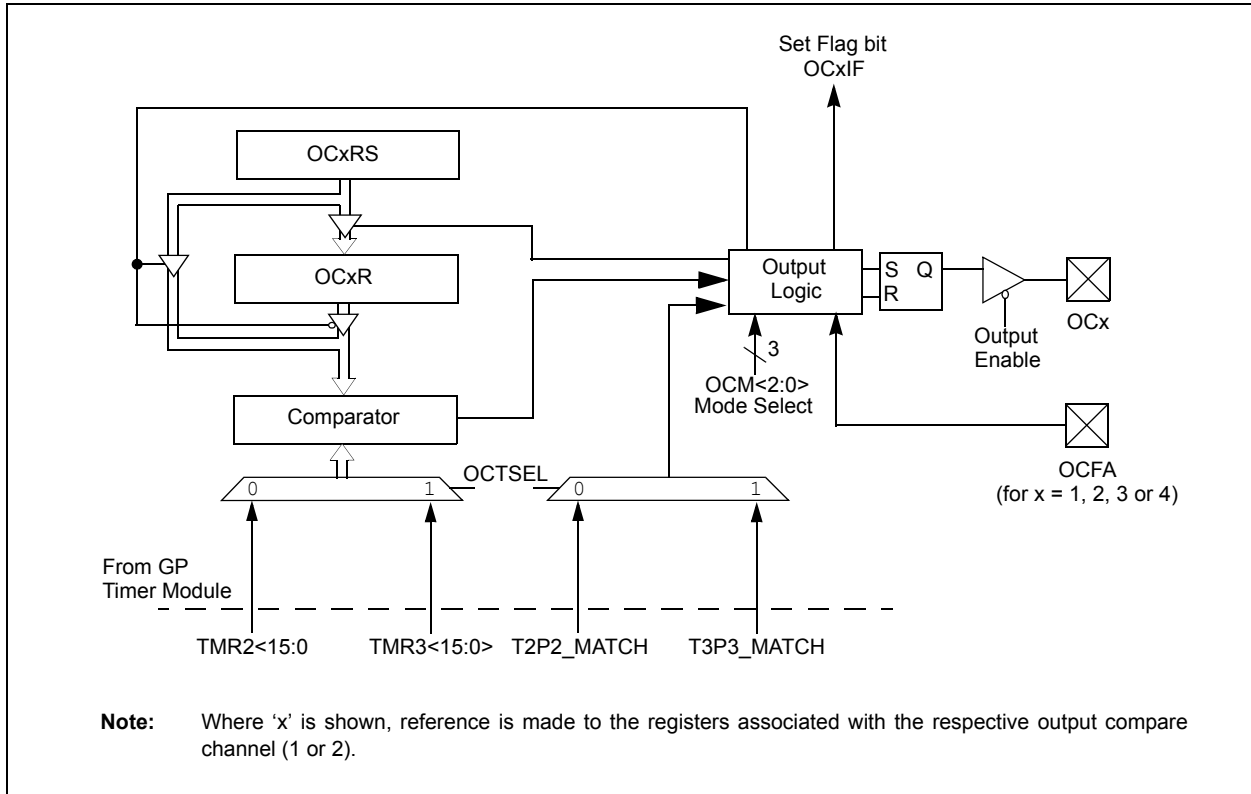 Set Flag bit
OCxIF
OCxRS
OCxR
Output
Logic
S Q
R
OCx
Output
Enable
3
OCM<2:0>
Mode Select
Comparator
OCFA
(for x = 1, 2, 3 or 4)
0 1
OCTSEL
0 1
From GP
Timer Module
TMR2<15:0 TMR3<15:0> T2P2_MATCH T3P3_MATCH
Note: Where ‘x’ is shown, reference is made to the registers associated with the respective output compare
channel (1 or 2).